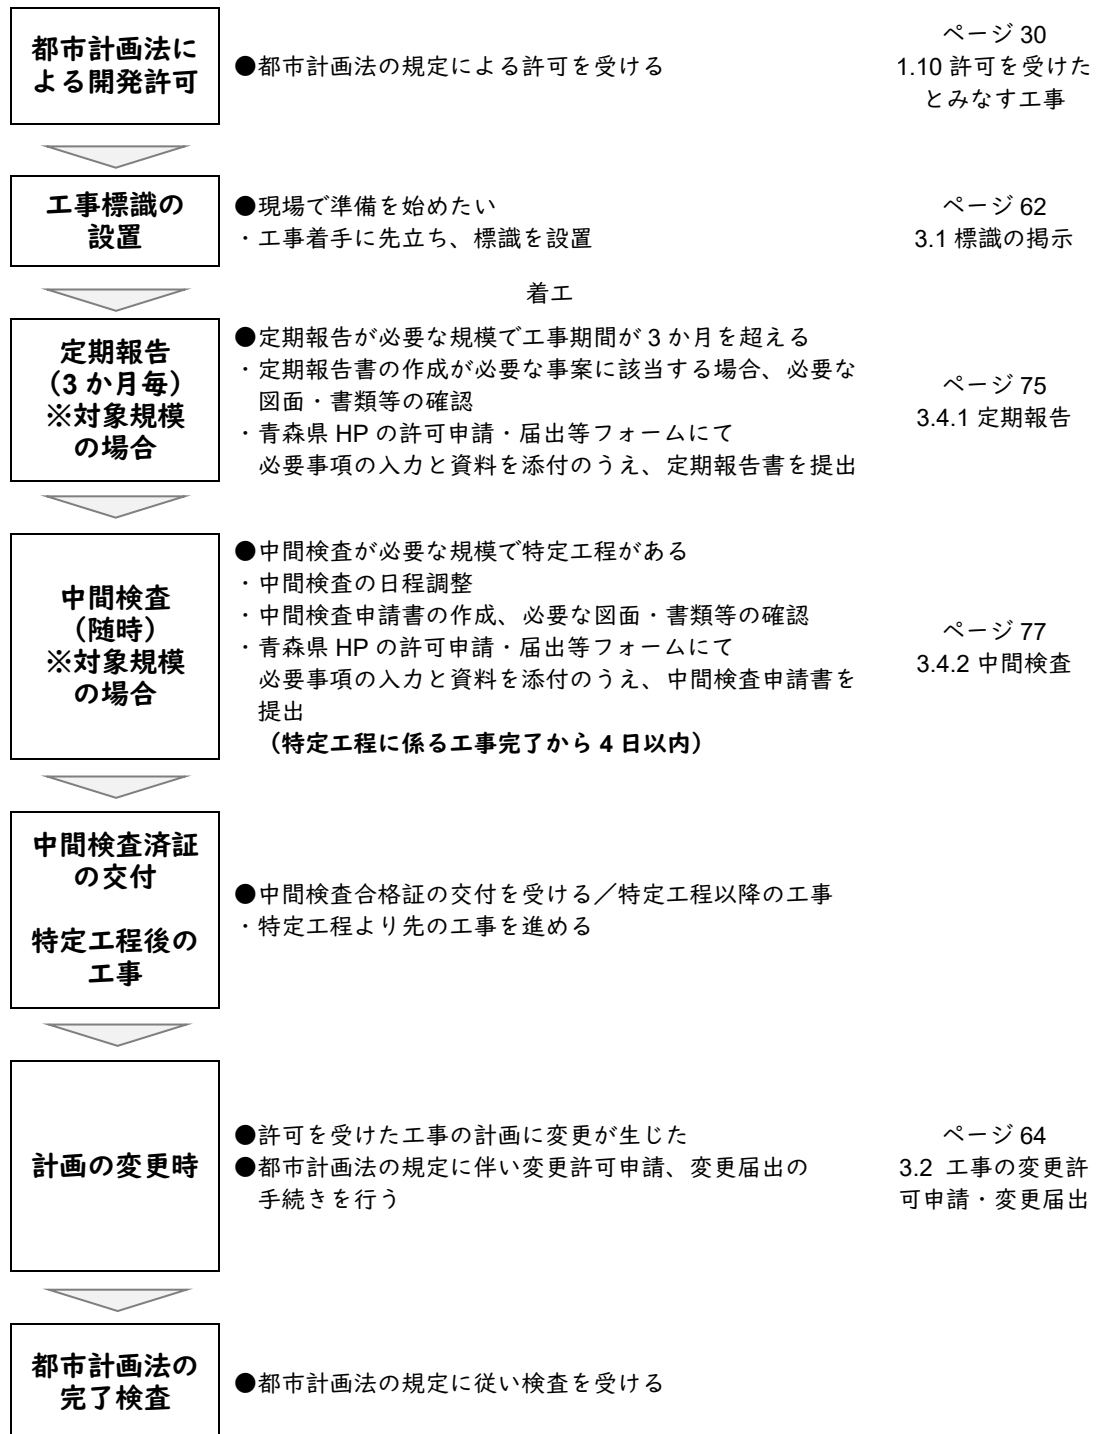 都市計画法に
よる開発許可
●都市計画法の規定による許可を受ける
ページ 30
1.10 許可を受けた
とみなす工事
工事標識の
設置
●現場で準備を始めたい
・工事着手に先立ち、標識を設置
ページ 62
3.1 標識の掲示
着工
定期報告
（3 か月毎）
※対象規模
の場合
●定期報告が必要な規模で工事期間が 3 か月を超える
・定期報告書の作成が必要な事案に該当する場合、必要な
図面・書類等の確認
・青森県 HP の許可申請・届出等フォームにて
必要事項の入力と資料を添付のうえ、定期報告書を提出
ページ 75
3.4.1 定期報告
中間検査
（随時）
※対象規模
の場合
●中間検査が必要な規模で特定工程がある
・中間検査の日程調整
・中間検査申請書の作成、必要な図面・書類等の確認
・青森県 HP の許可申請・届出等フォームにて
必要事項の入力と資料を添付のうえ、中間検査申請書を
提出
（特定工程に係る工事完了から 4 日以内）
ページ 77
3.4.2 中間検査
中間検査済証
の交付
特定工程後の
工事
●中間検査合格証の交付を受ける／特定工程以降の工事
・特定工程より先の工事を進める
計画の変更時
●許可を受けた工事の計画に変更が生じた
●都市計画法の規定に伴い変更許可申請、変更届出の
手続きを行う
ページ 64
3.2 工事の変更許
可申請・変更届出
都市計画法の
完了検査
●都市計画法の規定に従い検査を受ける